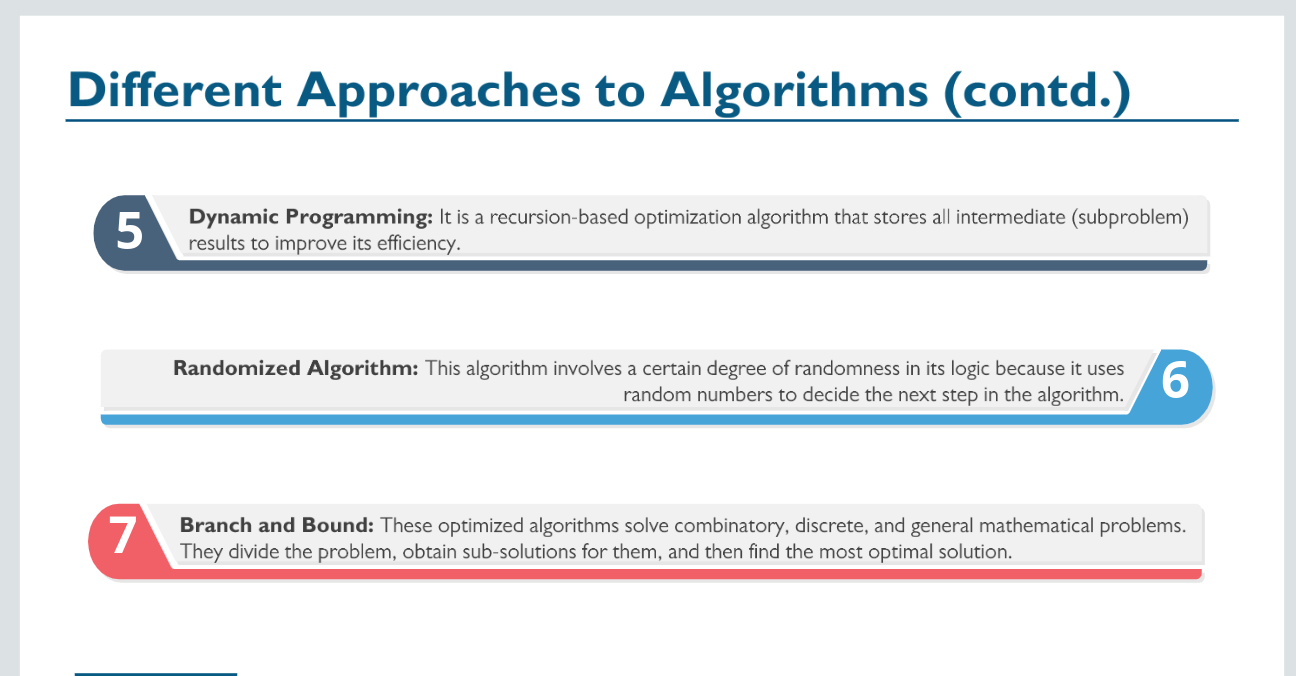 Different Approaches to Algorithms (contd.)
5
Dynamic Programming: It is a recursion-based optimization algorithm that stores all intermediate (subproblem)
results to improve its efficiency.
Randomized Algorithm: This algorithm involves a certain degree of randomness in its logic because it uses
random numbers to decide the next step in the algorithm.
6
7
Branch and Bound: These optimized algorithms solve combinatory, discrete, and general mathematical problems.
They divide the problem, obtain sub-solutions for them, and then find the most optimal solution.